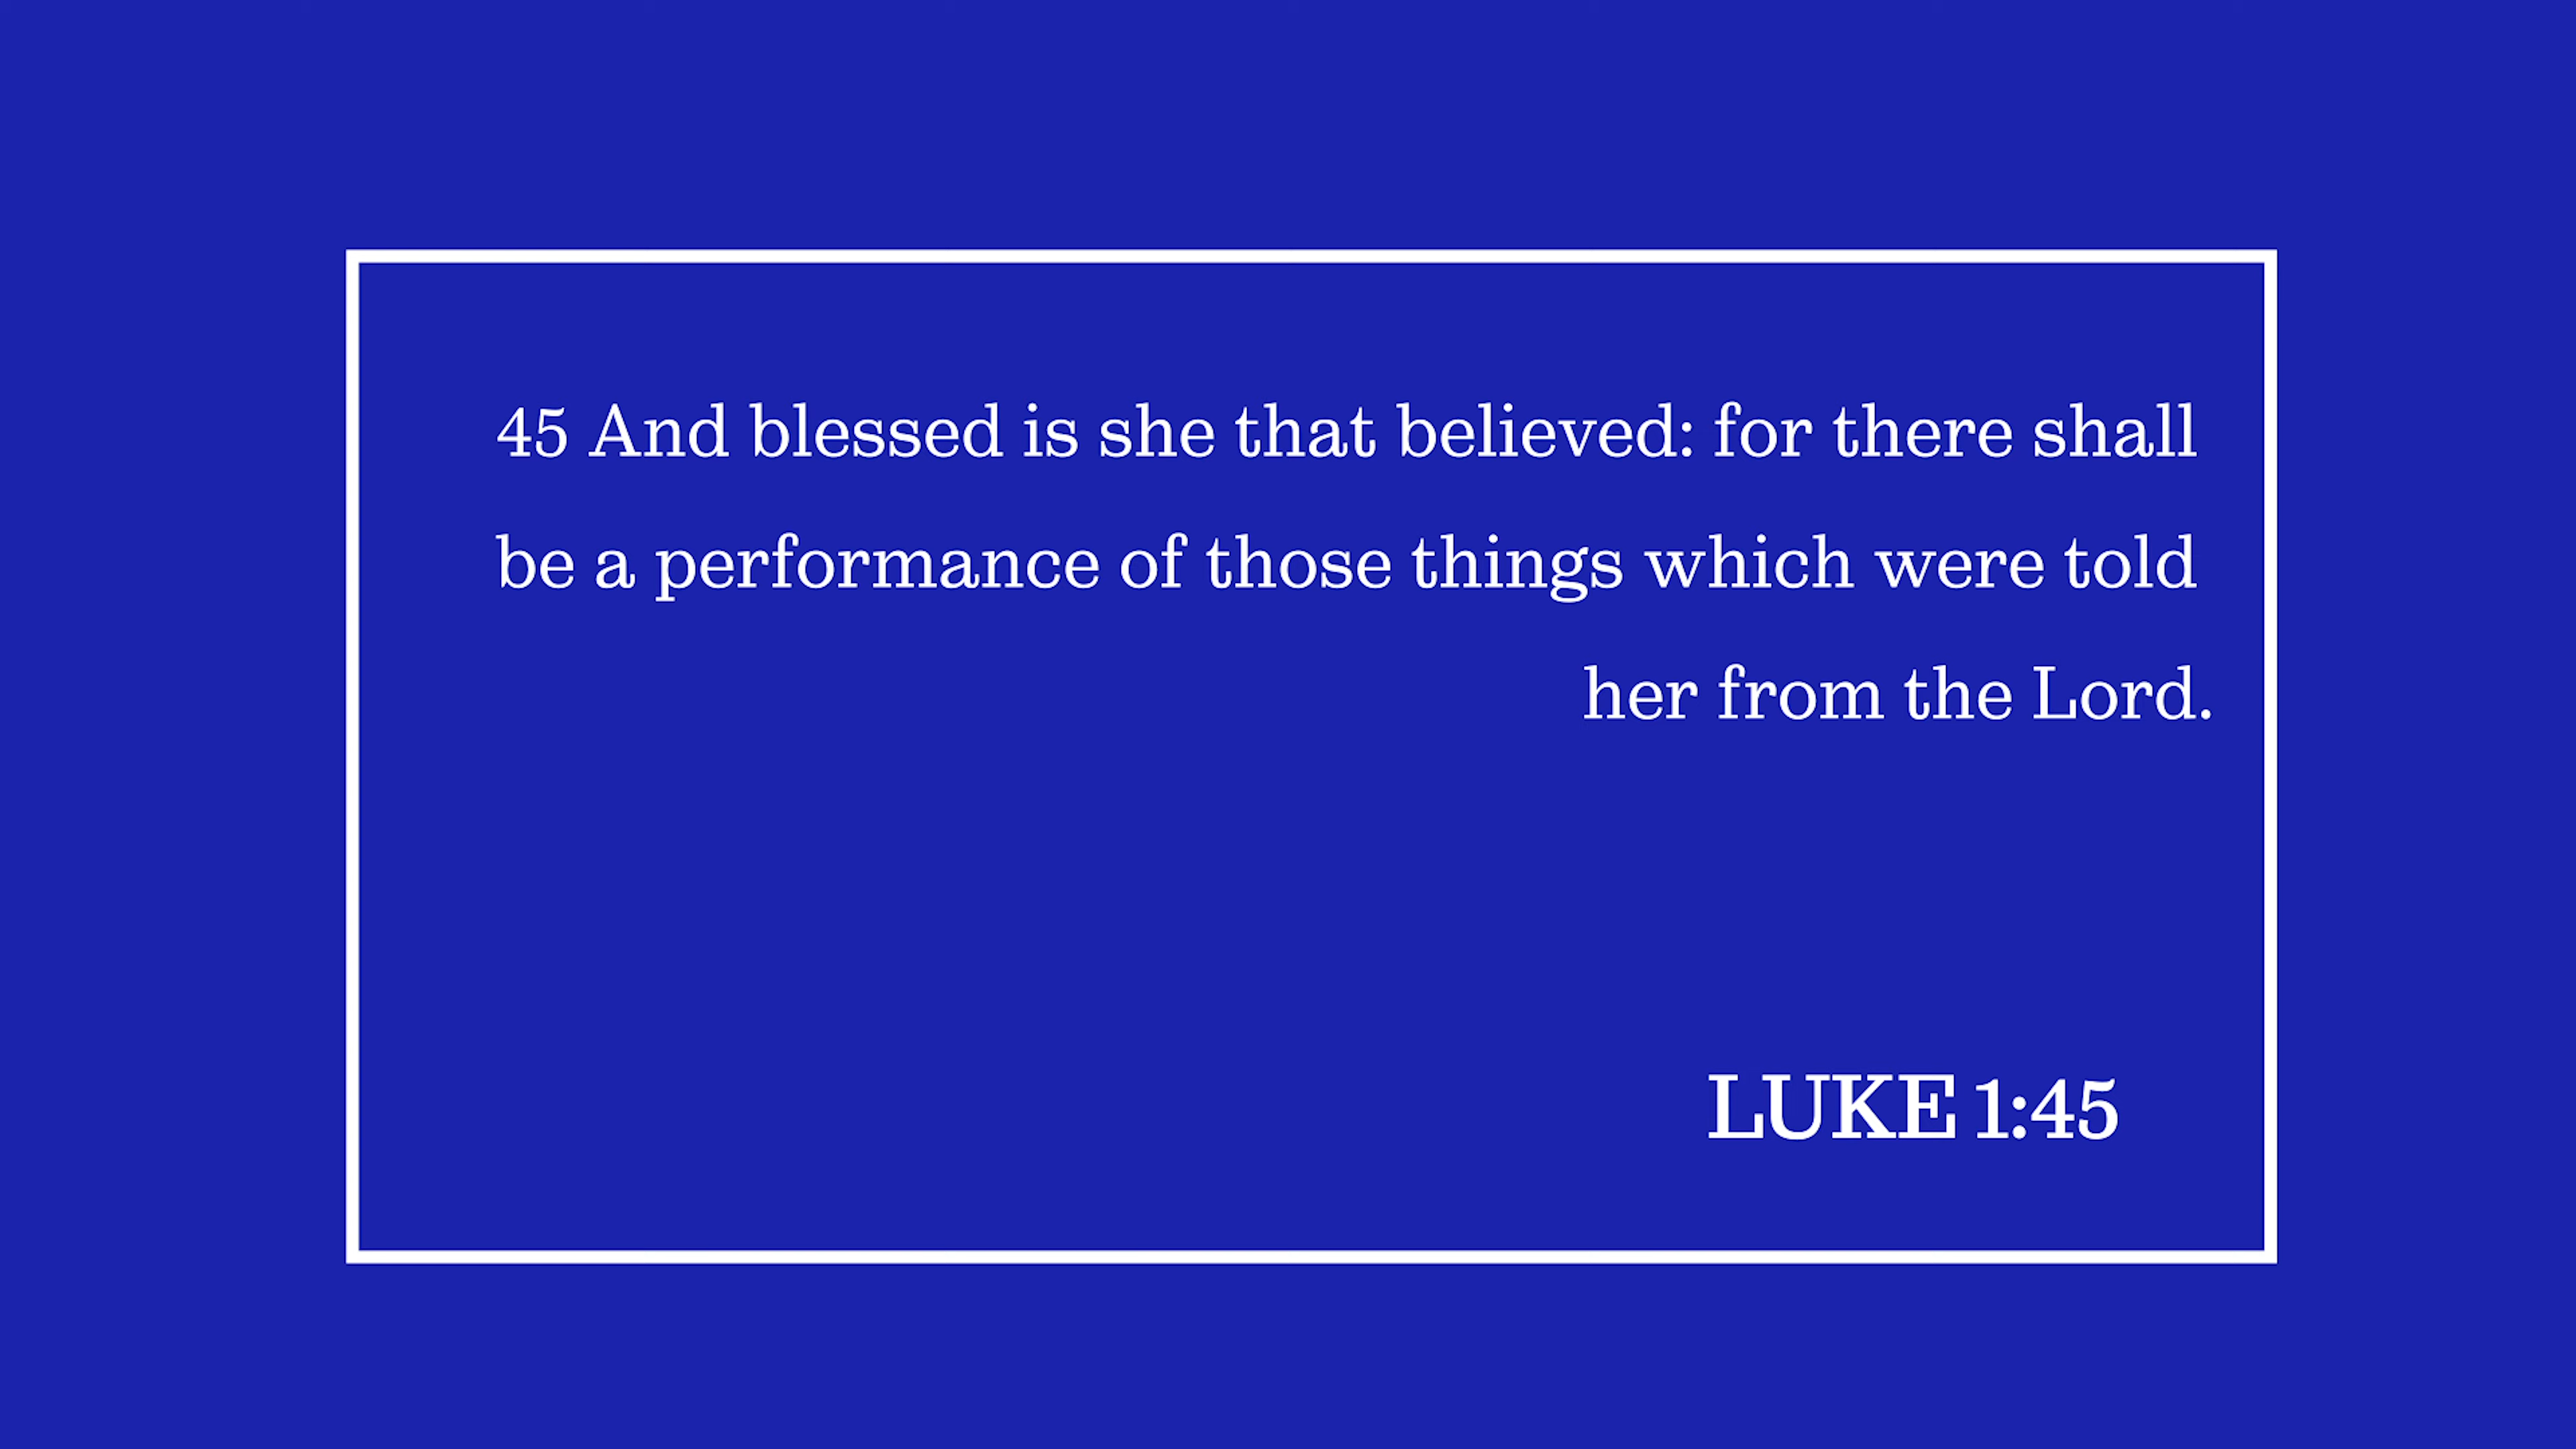 45 And blessed is she that believed: for there shall
be a performance of those things which were told
her from the Lord.
LUKE 1:45